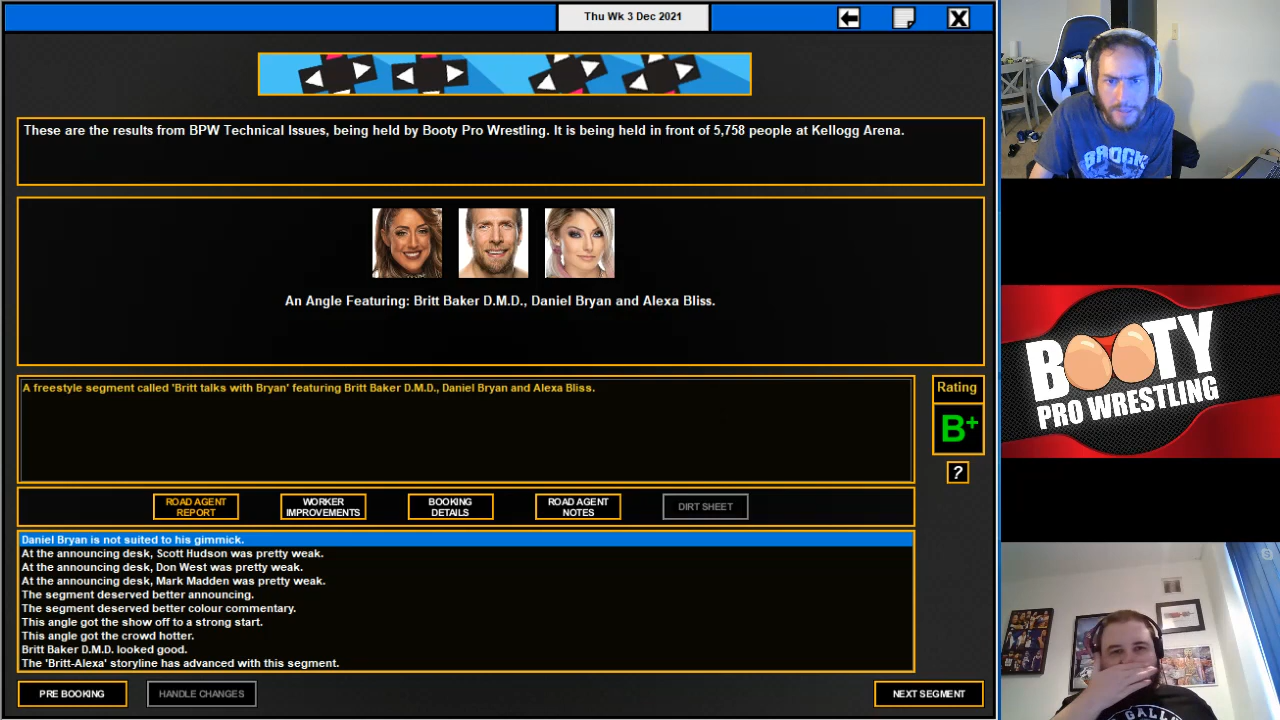 Thu Wk 3 Dec 2021
These are the results from BPW Technical Issues, being held by Booty Pro Wrestling. It is being held in front of 5,758 people at Kellogg Arena.
An Angle Featuring: Britt Baker D.M.D., Daniel Bryan and Alexa Bliss.
A freestyle segment called 'Britt talks with Bryan' featuring Britt Baker D.M.D., Daniel Bryan and Alexa Bliss.
Rating
B+
?
ROAD AGENT
REPORT
WORKER
IMPROVEMENTS
BOOKING
DETAILS
ROAD AGENT
NOTES
DIRT SHEET
Daniel Bryan is not suited to his gimmick.
At the announcing desk, Scott Hudson was pretty weak.
At the announcing desk, Don West was pretty weak.
At the announcing desk, Mark Madden was pretty weak.
The segment deserved better announcing.
The segment deserved better colour commentary.
This angle got the show off to a strong start.
This angle got the crowd hotter.
Britt Baker D.M.D. looked good.
The 'Britt-Alexa' storyline has advanced with this segment.
PRE BOOKING
HANDLE CHANGES
NEXT SEGMENT
BOOTY
PRO WRESTLING